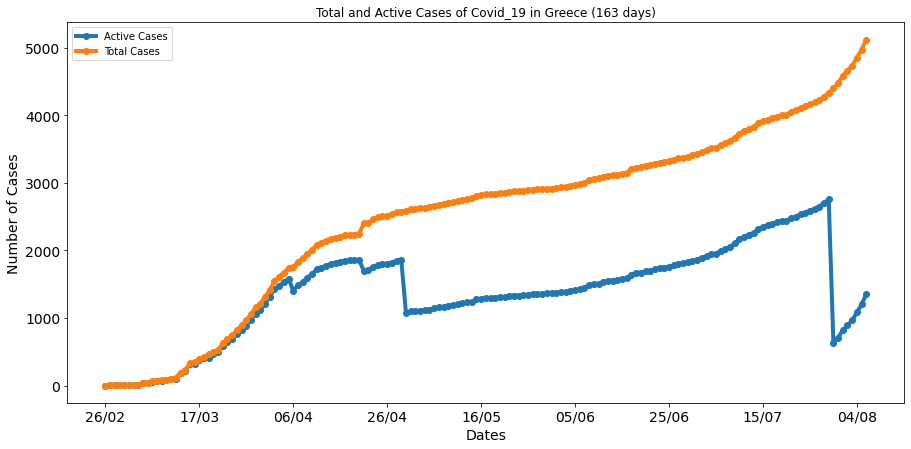 Total and Active Cases of Covid_19 in Greece (163 days)
Active Cases
Total Cases
Number of Cases
5000
4000
3000
2000
1000
0
26/02 17/03 06/04 26/04 16/05 05/06 25/06 15/07 04/08
Dates